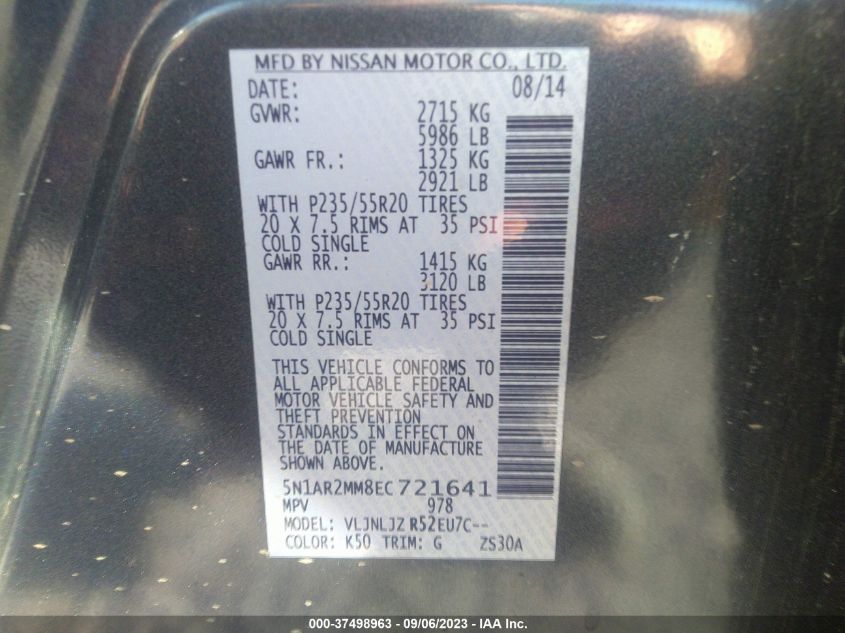 MFD BY NISSAN MOTOR CO., LTD.
DATE: 08/14
GVWR: 2715 KG
5986 LB
GAWR FR.: 1325 KG
2921 LB
WITH P235/55R20 TIRES
20 X 7.5 RIMS AT 35 PSI
COLD SINGLE
GAWR RR.: 1415 KG
3120 LB
WITH P235/55R20 TIRES
20 X 7.5 RIMS AT 35 PSI
COLD SINGLE
THIS VEHICLE CONFORMS TO
ALL APPLICABLE FEDERAL
MOTOR VEHICLE SAFETY AND
THEFT PREVENTION
STANDARDS IN EFFECT ON
THE DATE OF MANUFACTURE
SHOWN ABOVE.
5N1AR2MM8EC721641
MPV 978
MODEL: VLJNLJZ R52EU7C--
COLOR: K50 TRIM: G ZS30A
000-37498963 - 09/06/2023 - IAA Inc.